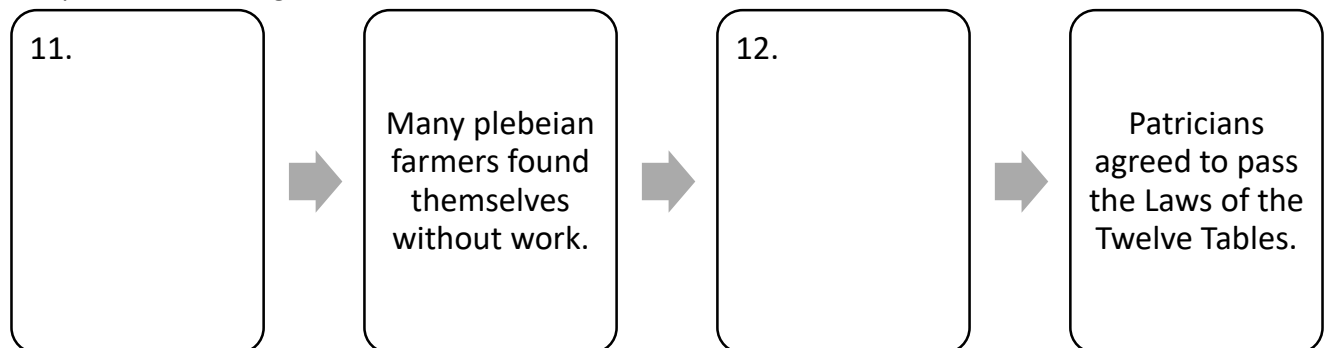 11.
Many plebeian
farmers found
themselves
without work.
12.
Patricians
agreed to pass
the Laws of the
Twelve Tables.